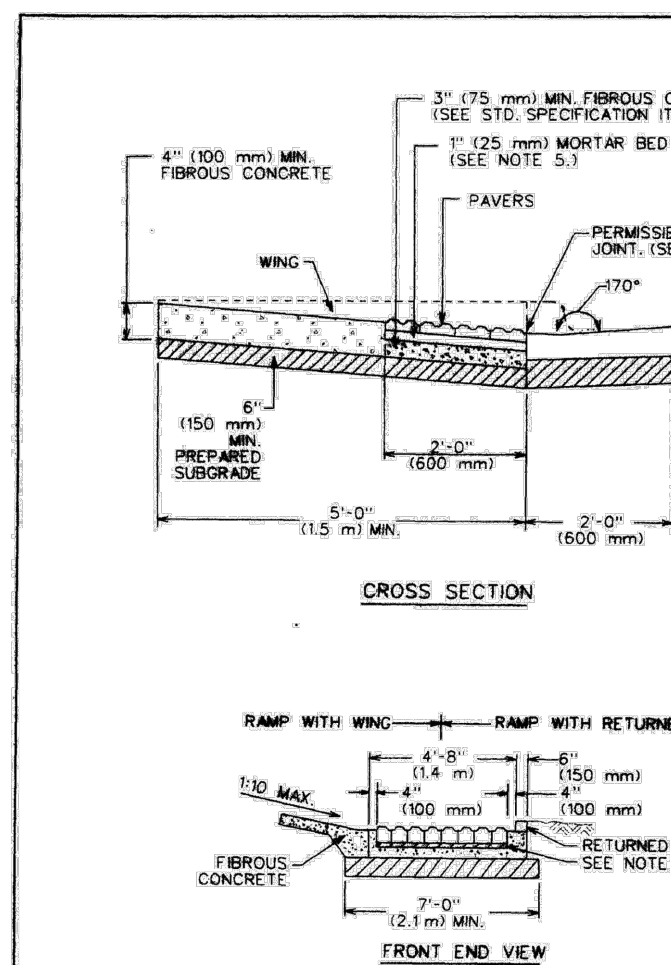 3" (75 mm) MIN. FIBROUS C
(SEE STD. SPECIFICATION IT
4" (100 mm) MIN.
FIBROUS CONCRETE
1" (25 mm) MORTAR BED
(SEE NOTE 5.)
PAVERS
PERMISSIE
JOINT. (SE
WING
170°
6"
(150 mm)
MIN.
PREPARED
SUBGRADE
2'-0"
(600 mm)
5'-0"
(1.5 m) MIN.
2'-0"
(600 mm)
CROSS SECTION
RAMP WITH WING
RAMP WITH RETURNE
4'-8"
(1.4 m)
6"
(150 mm)
4"
(100 mm)
4"
(100 mm)
1:10 MAX.
FIBROUS
CONCRETE
RETURNED
SEE NOTE
7'-0"
(2.1 m) MIN.
FRONT END VIEW